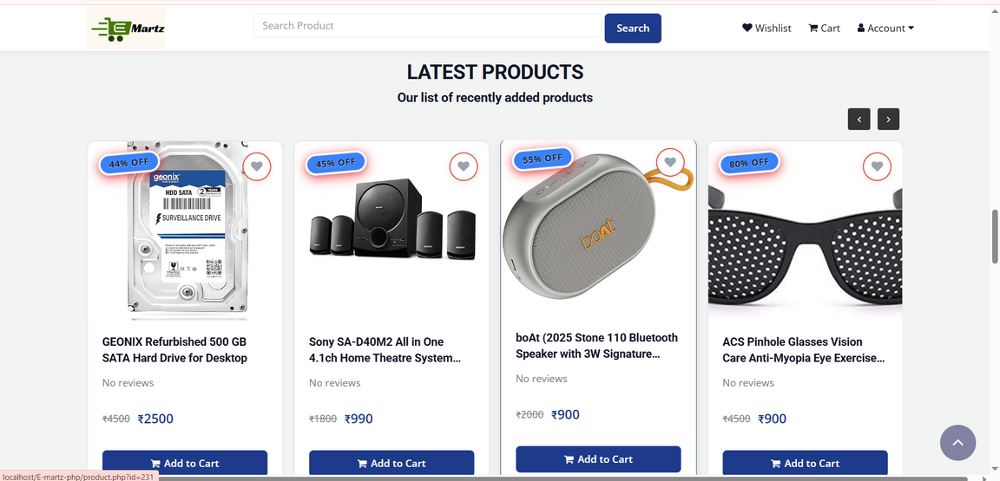 E Martz
Search Product
Search
Wishlist
Cart
Account
LATEST PRODUCTS
Our list of recently added products
44% OFF
geonix
HDD SATA
2 YEARS
SURVEILLANCE DRIVE
GEONIX Refurbished 500 GB
SATA Hard Drive for Desktop
No reviews
₹4500 ₹2500
Add to Cart
45% OFF
SONY
Sony SA-D40M2 All in One
4.1ch Home Theatre System...
No reviews
₹1800 ₹990
Add to Cart
55% OFF
boAt
boAt (2025 Stone 110 Bluetooth
Speaker with 3W Signature...
No reviews
₹2000 ₹900
Add to Cart
80% OFF
ACS Pinhole Glasses Vision
Care Anti-Myopia Eye Exercise...
No reviews
₹4500 ₹900
Add to Cart
localhost/E-martz-php/product.php?id=231